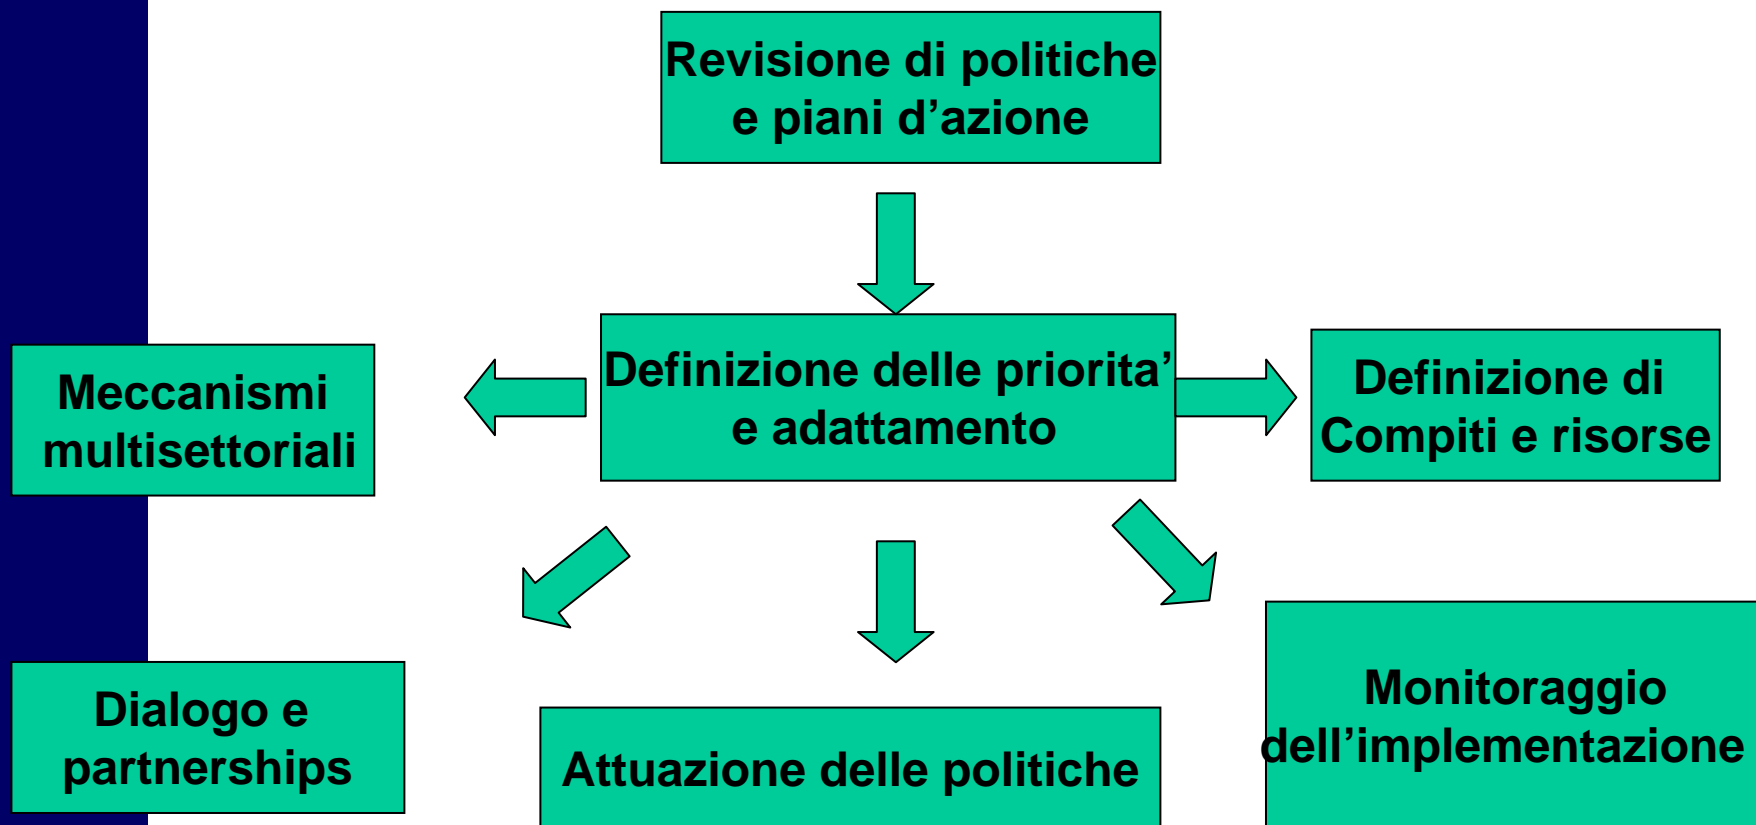 Revisione di politiche
e piani d’azione
Definizione delle priorita’
e adattamento
Meccanismi
multisettoriali
Definizione di
Compiti e risorse
Dialogo e
partnerships
Attuazione delle politiche
Monitoraggio
dell’implementazione